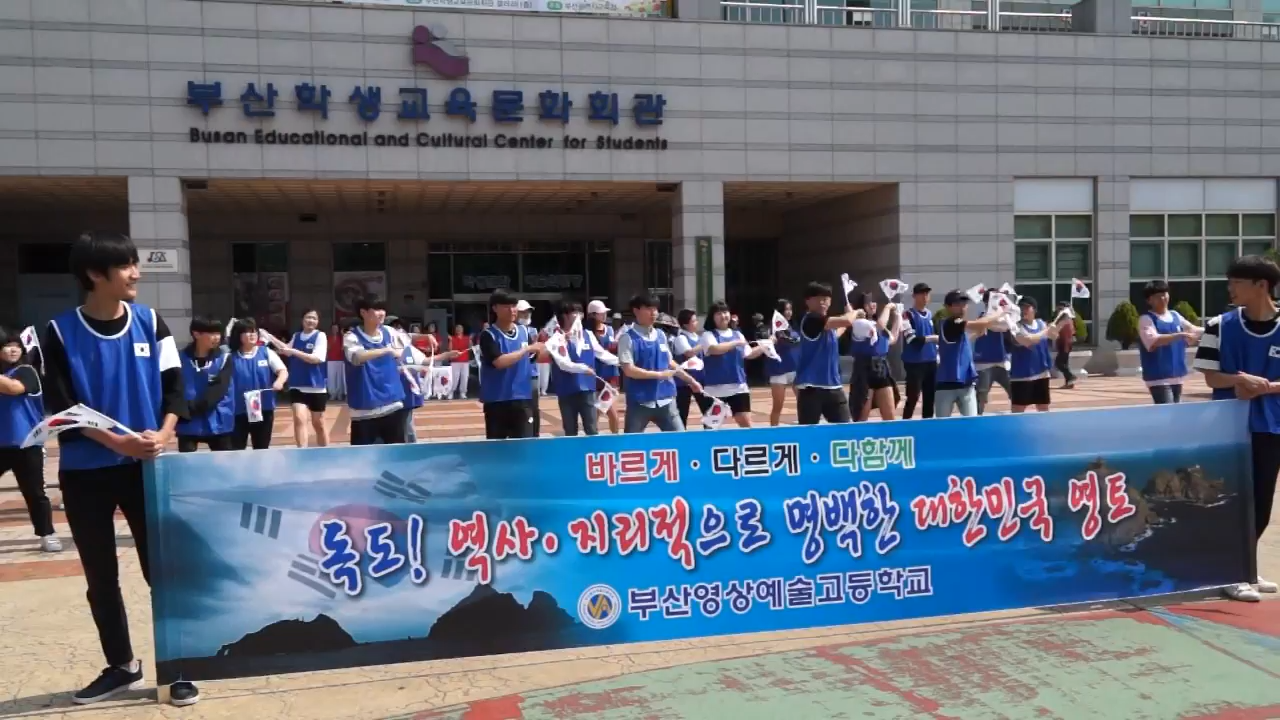 부산학생교육문화회관
Busan Educational and Cultural Center for Students
바르게 · 다르게 · 다함께
독도! 역사·지리적으로 명백한 대한민국 영토
부산영상예술고등학교